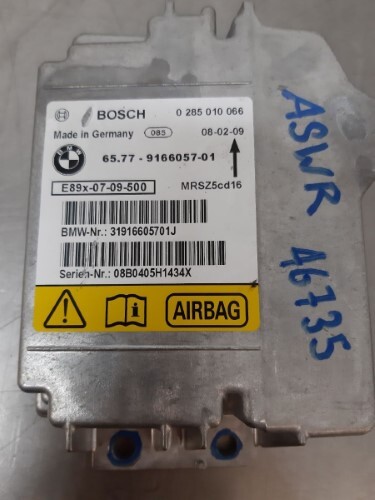 BOSCH 0 285 010 066
Made in Germany 085 08-02-09
BMW 65.77 - 9166057-01
E89x-07-09-500 MRSZ5cd16
BMW-Nr.: 31916605701J
Serien-Nr.: 08B0405H1434X
AIRBAG
ASWR 46735